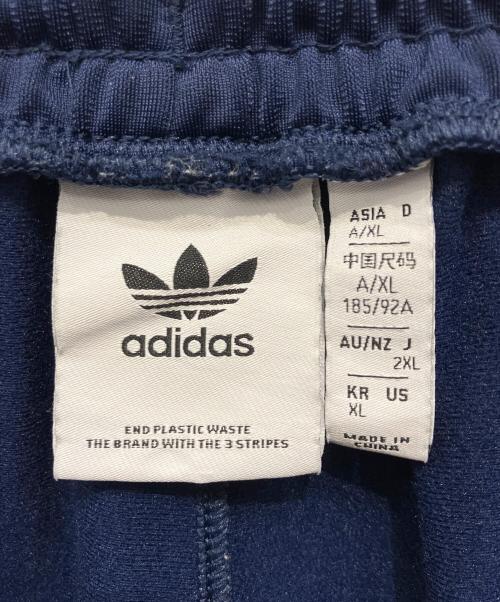 adidas
END PLASTIC WASTE
THE BRAND WITH THE 3 STRIPES
ASIA D
A/XL
中国尺码
A/XL
185/92A
AU/NZ J
2XL
KR US
XL
MADE IN
CHINA